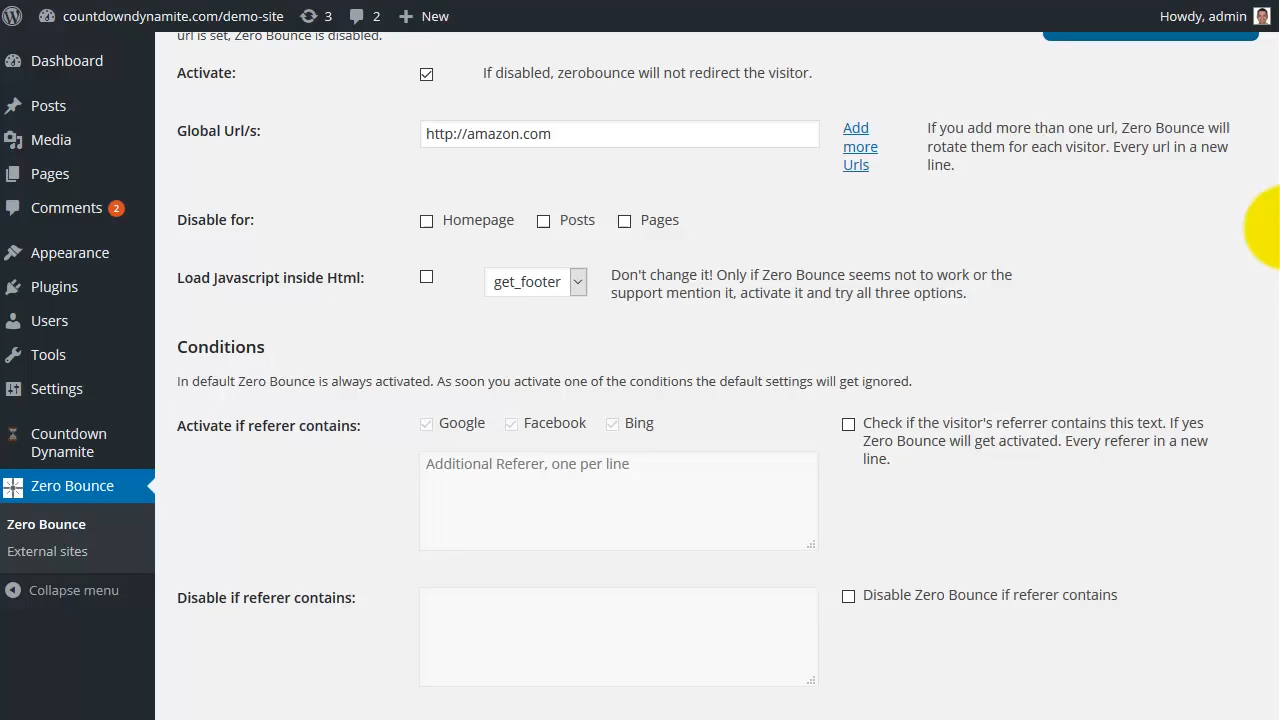 countdowndynamite.com/demo-site 3 2 New Howdy, admin
Dashboard
Posts
Media
Pages
Comments 2
Appearance
Plugins
Users
Tools
Settings
Countdown
Dynamite
Zero Bounce
Zero Bounce
External sites
Collapse menu
url is set, Zero Bounce is disabled.
Activate: If disabled, zerobounce will not redirect the visitor.
Global Url/s: http://amazon.com
Add
more
Urls
If you add more than one url, Zero Bounce will
rotate them for each visitor. Every url in a new
line.
Disable for: Homepage Posts Pages
Load Javascript inside Html: get_footer
Don't change it! Only if Zero Bounce seems not to work or the
support mention it, activate it and try all three options.
Conditions
In default Zero Bounce is always activated. As soon you activate one of the conditions the default settings will get ignored.
Activate if referer contains: Google Facebook Bing
Additional Referer, one per line
Check if the visitor's referrer contains this text. If yes
Zero Bounce will get activated. Every referer in a new
line.
Disable if referer contains: Disable Zero Bounce if referer contains